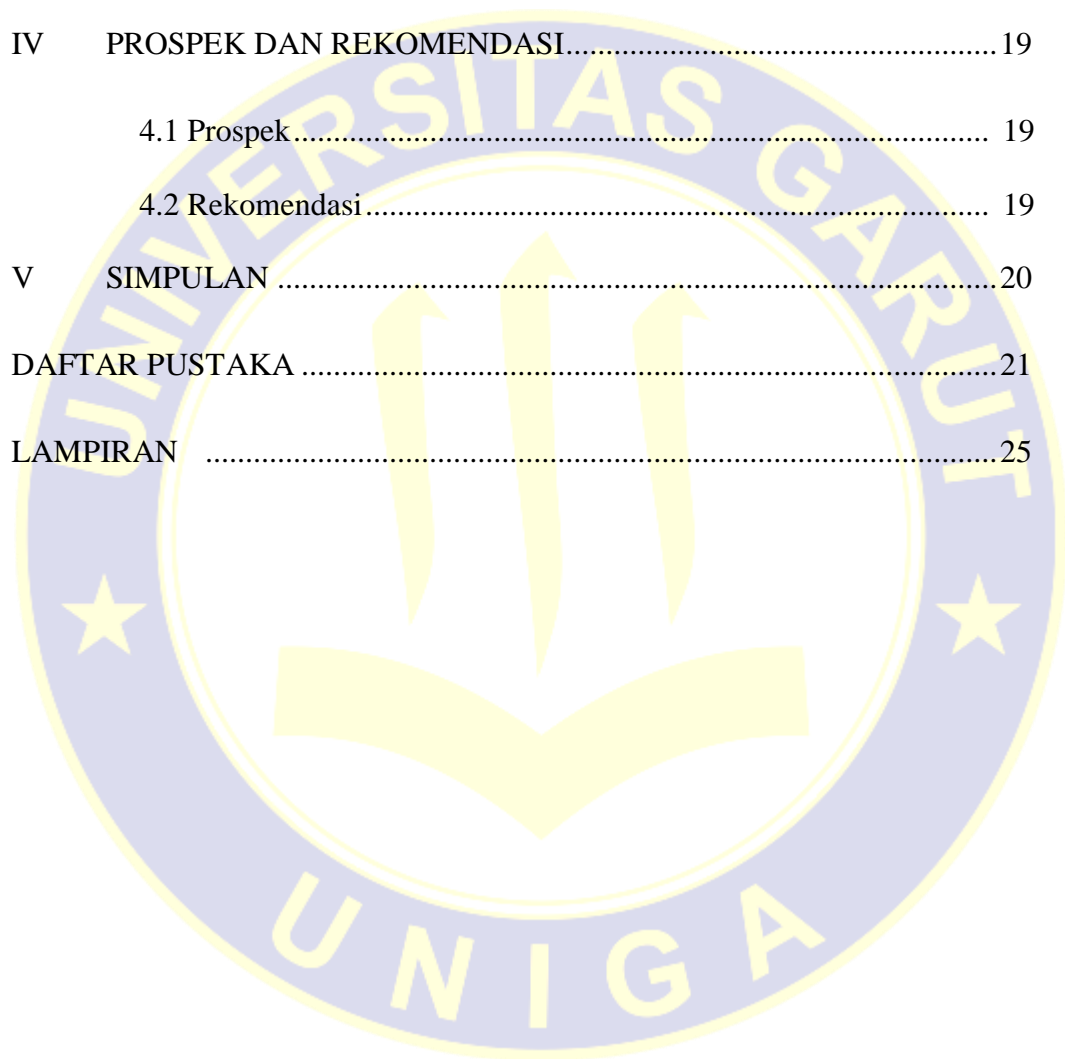 IV PROSPEK DAN REKOMENDASI.......................................................19
4.1 Prospek......................................................................................... 19
4.2 Rekomendasi................................................................................ 19
V SIMPULAN ............................................................................................20
DAFTAR PUSTAKA .........................................................................................21
LAMPIRAN .....................................................................................................25
UNIVERSITAS GARUT
UNIGA